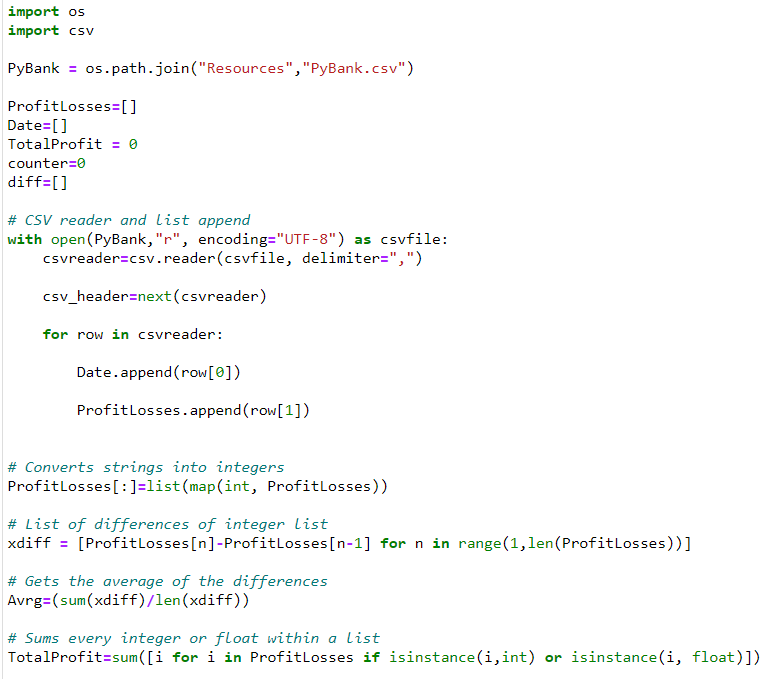 import os
import csv
PyBank = os.path.join("Resources","PyBank.csv")
ProfitLosses=[]
Date=[]
TotalProfit = 0
counter=0
diff=[]
# CSV reader and list append
with open(PyBank,"r", encoding="UTF-8") as csvfile:
    csvreader=csv.reader(csvfile, delimiter=",")
    csv_header=next(csvreader)
    for row in csvreader:
        Date.append(row[0])
        ProfitLosses.append(row[1])
# Converts strings into integers
ProfitLosses[:]=list(map(int, ProfitLosses))
# List of differences of integer list
xdiff = [ProfitLosses[n]-ProfitLosses[n-1] for n in range(1,len(ProfitLosses))]
# Gets the average of the differences
Avrg=(sum(xdiff)/len(xdiff))
# Sums every integer or float within a list
TotalProfit=sum([i for i in ProfitLosses if isinstance(i,int) or isinstance(i, float)])